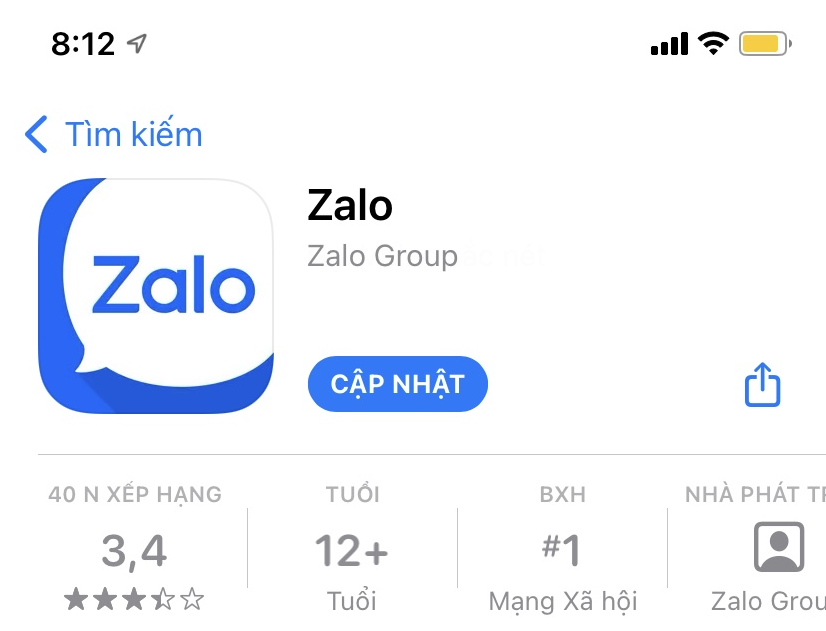 8:12
Tìm kiếm
Zalo
Zalo
Zalo Group
CẬP NHẬT
40 N XẾP HẠNG
TUỔI
BXH
NHÀ PHÁT TR
3,4
12+
#1
Tuổi
Mạng Xã hội
Zalo Grou